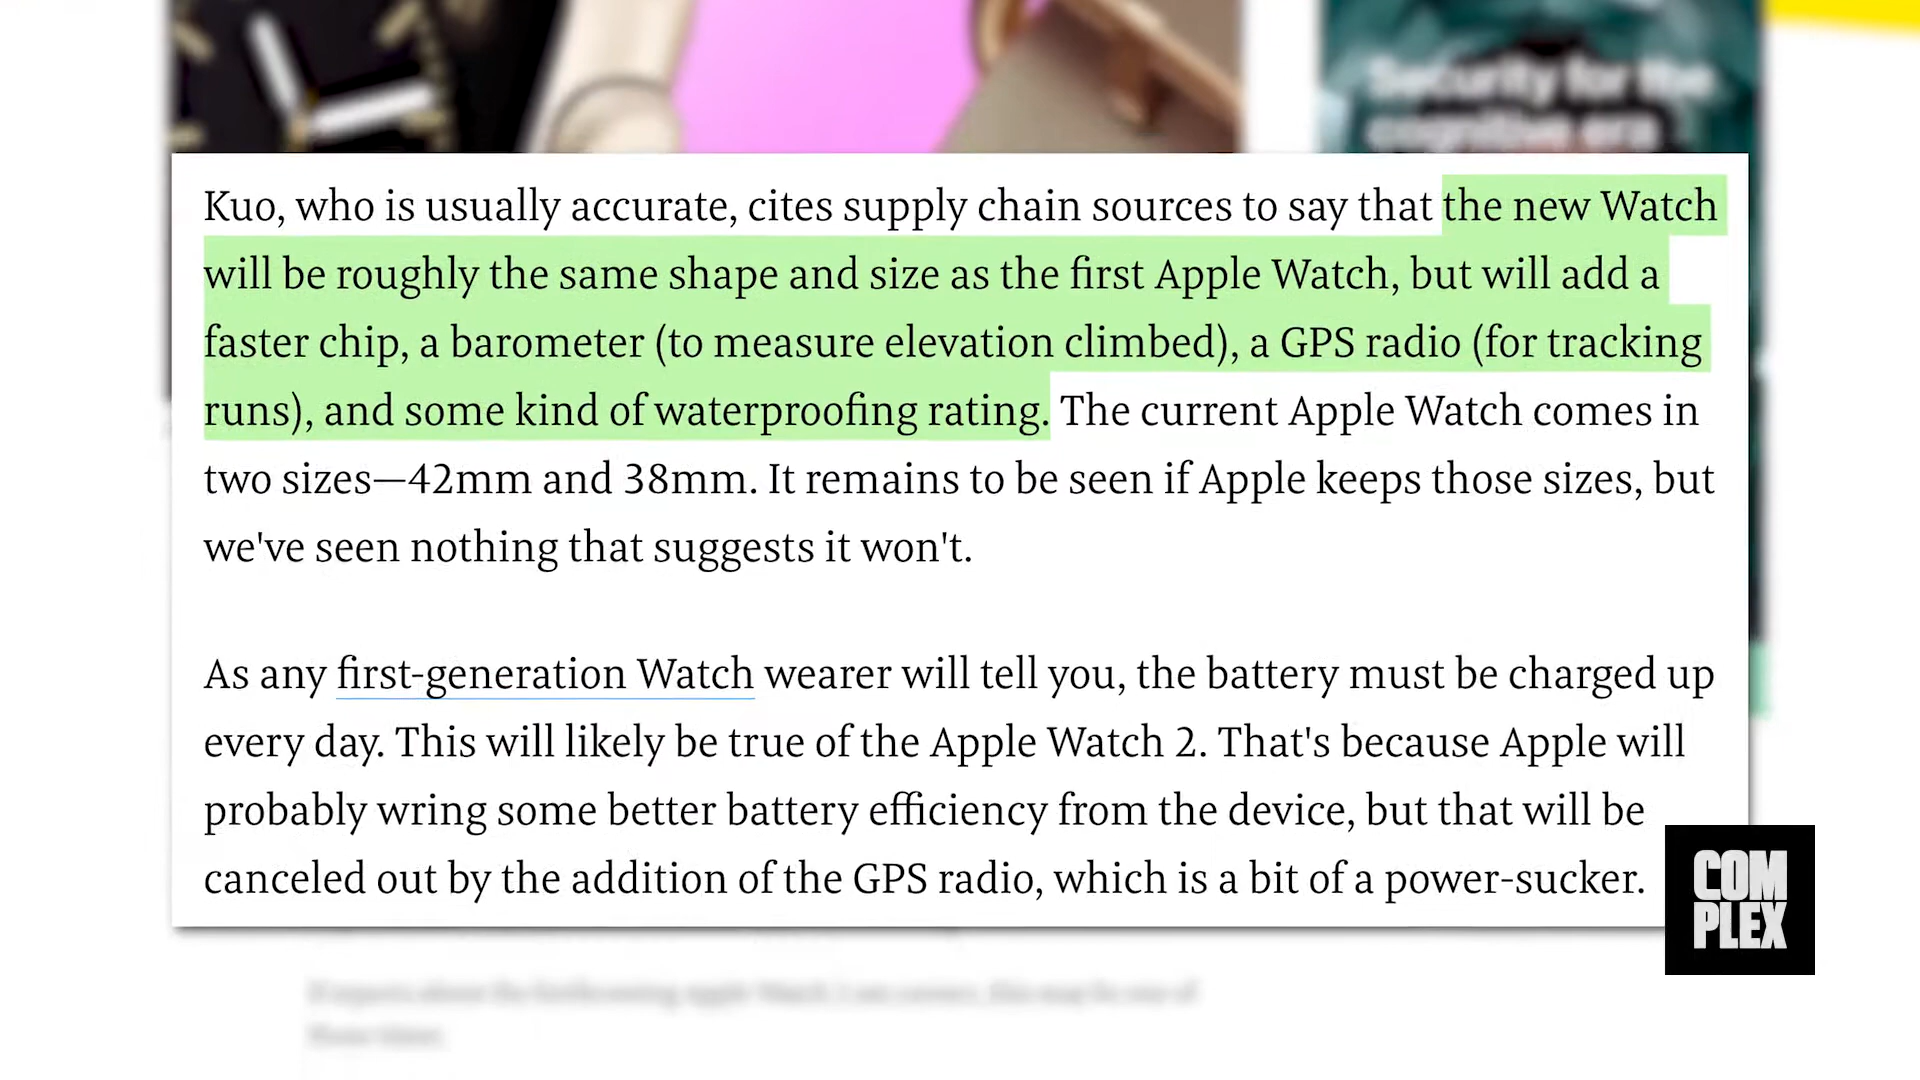 Security for the
cognitive era
Kuo, who is usually accurate, cites supply chain sources to say that the new Watch
will be roughly the same shape and size as the first Apple Watch, but will add a
faster chip, a barometer (to measure elevation climbed), a GPS radio (for tracking
runs), and some kind of waterproofing rating. The current Apple Watch comes in
two sizes—42mm and 38mm. It remains to be seen if Apple keeps those sizes, but
we've seen nothing that suggests it won't.
As any first-generation Watch wearer will tell you, the battery must be charged up
every day. This will likely be true of the Apple Watch 2. That's because Apple will
probably wring some better battery efficiency from the device, but that will be
canceled out by the addition of the GPS radio, which is a bit of a power-sucker.
COM
PLEX